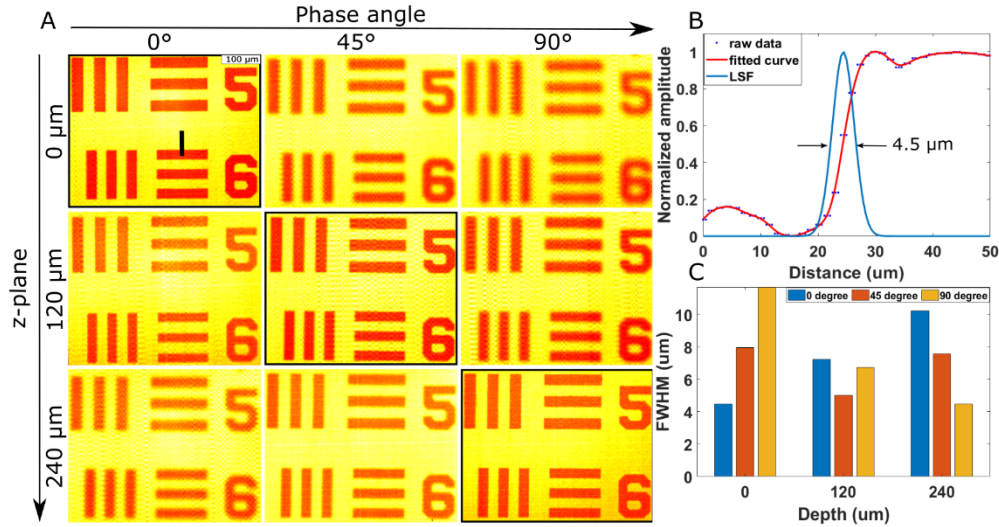 A
Phase angle
0°
45°
90°
z-plane
0 μm
120 μm
240 μm
100 μm
5
6
5
6
5
6
5
6
5
6
5
6
5
6
5
6
5
6
B
raw data
fitted curve
LSF
4.5 μm
Normalized amplitude
1
0.8
0.6
0.4
0.2
0
0
10
20
30
40
50
Distance (um)
C
0 degree
45 degree
90 degree
FWHM (um)
10
8
6
4
2
0
0
120
240
Depth (um)